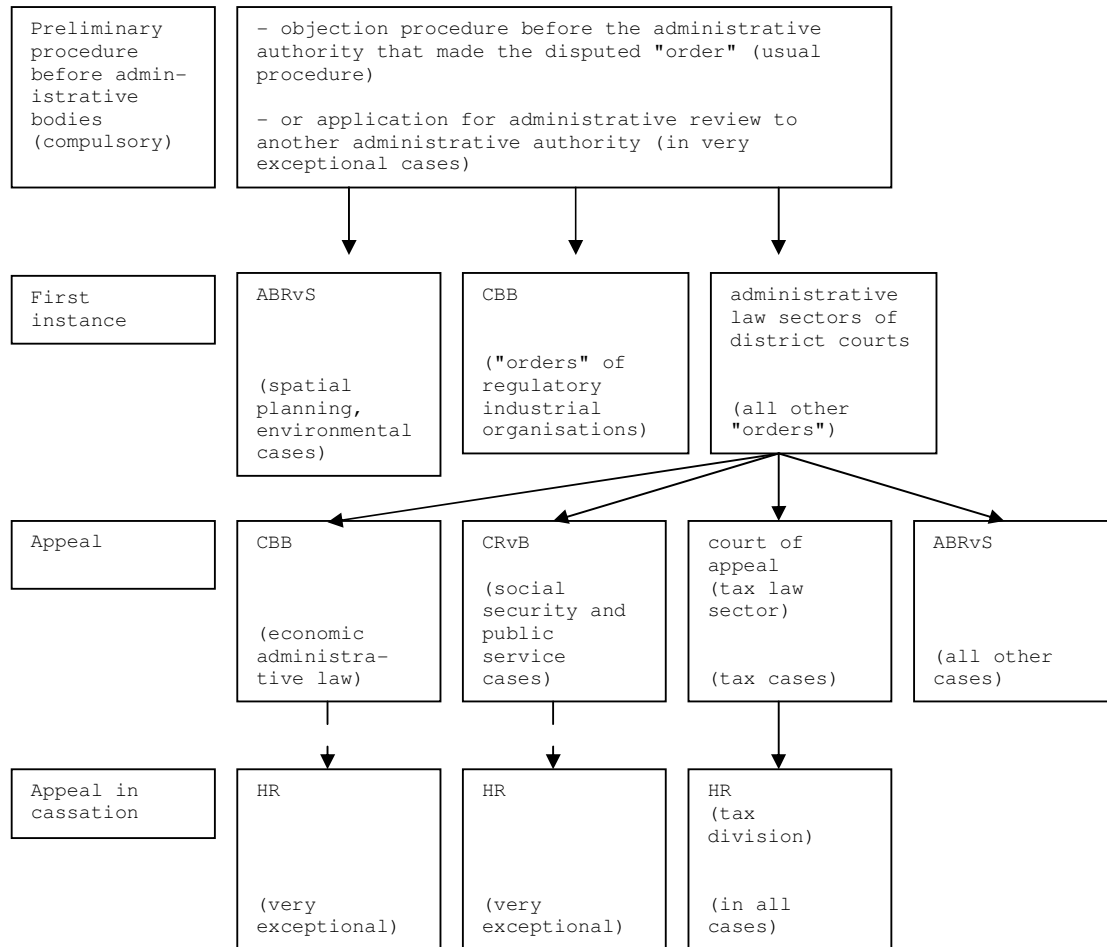 Preliminary
procedure
before admin-
istrative
bodies
(compulsory)
- objection procedure before the administrative
authority that made the disputed "order" (usual
procedure)
- or application for administrative review to
another administrative authority (in very
exceptional cases)
First
instance
ABRvS
(spatial
planning,
environmental
cases)
CBB
("orders" of
regulatory
industrial
organisations)
administrative
law sectors of
district courts
(all other
"orders")
Appeal
CBB
(economic
administra-
tive law)
CRvB
(social
security and
public
service
cases)
court of
appeal
(tax law
sector)
(tax cases)
ABRvS
(all other
cases)
Appeal in
cassation
HR
(very
exceptional)
HR
(very
exceptional)
HR
(tax
division)
(in all
cases)